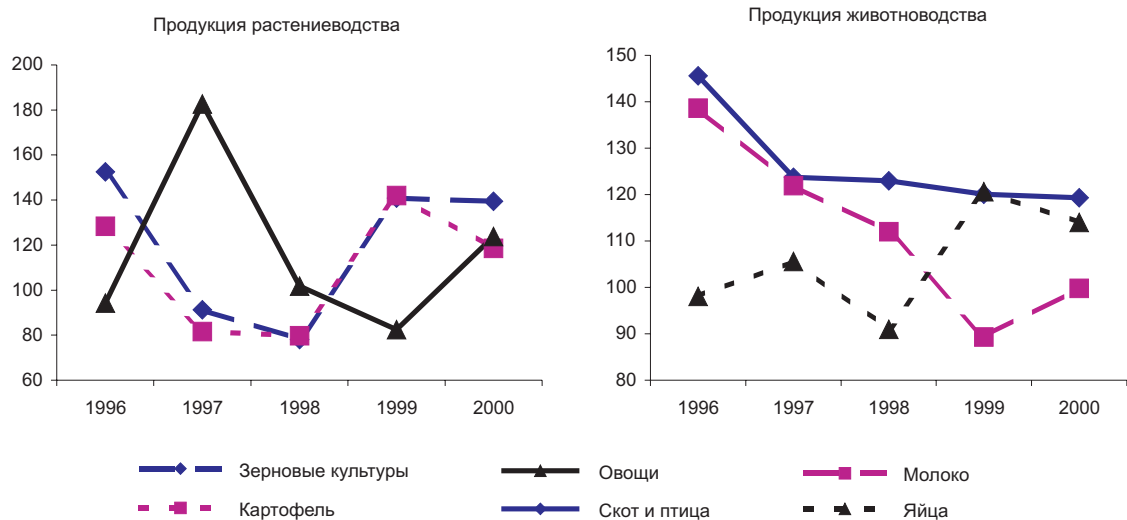 Продукция растениеводства
200
180
160
140
120
100
80
60
1996 1997 1998 1999 2000
Продукция животноводства
150
140
130
120
110
100
90
80
1996 1997 1998 1999 2000
Зерновые культуры Овощи Молоко
Картофель Скот и птица Яйца